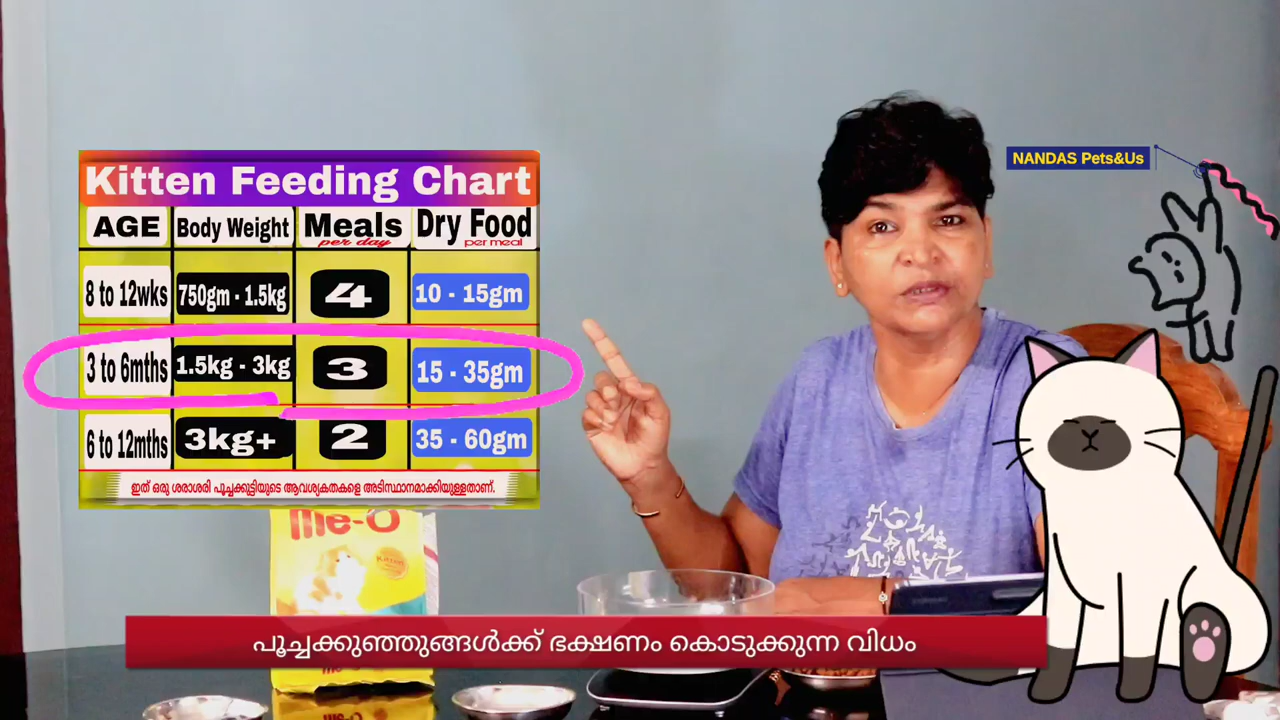 Kitten Feeding Chart
AGE Body Weight Meals per day Dry Food per meal
8 to 12wks 750gm - 1.5kg 4 10 - 15gm
3 to 6mths 1.5kg - 3kg 3 15 - 35gm
6 to 12mths 3kg+ 2 35 - 60gm
ഇത് ഒരു ശരാശരി പൂച്ചക്കുട്ടിയുടെ ആവശ്യകതകളെ അടിസ്ഥാനമാക്കിയുള്ളതാണ്.
NANDAS Pets&Us
me-O
Kitten
പൂച്ചക്കുഞ്ഞുങ്ങൾക്ക് ഭക്ഷണം കൊടുക്കുന്ന വിധം
me-O